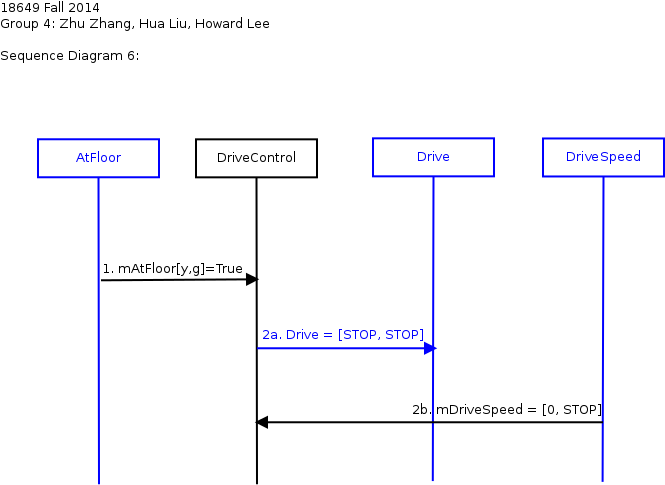 18649 Fall 2014
Group 4: Zhu Zhang, Hua Liu, Howard Lee
Sequence Diagram 6:
AtFloor
DriveControl
Drive
DriveSpeed
1. mAtFloor[y,g]=True
2a. Drive = [STOP, STOP]
2b. mDriveSpeed = [0, STOP]